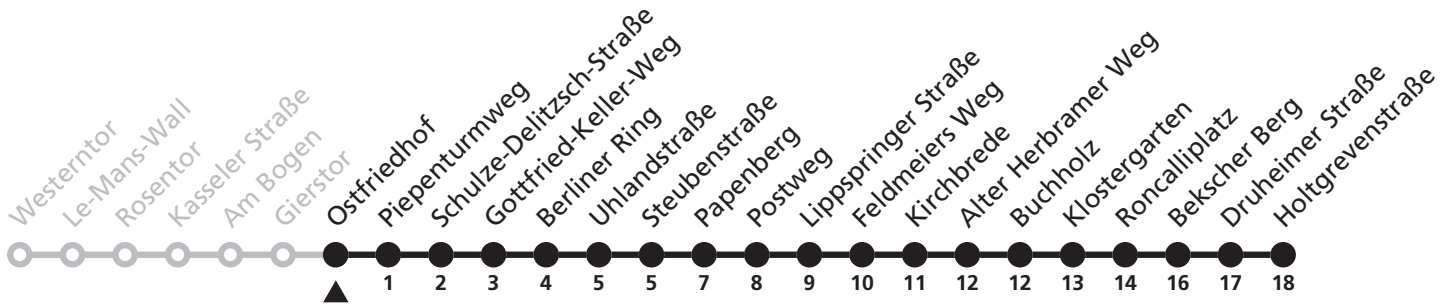 Westerntor
Le-Mans-Wall
Rosentor
Kasseler Straße
Am Bogen
Gierstor
Ostfriedhof
Piepenturmweg
Schulze-Delitzsch-Straße
Gottfried-Keller-Weg
Berliner Ring
Uhlandstraße
Steubenstraße
Papenberg
Postweg
Lippspringer Straße
Feldmeiers Weg
Kirchbrede
Alter Herbramer Weg
Buchholz
Klostergarten
Roncalliplatz
Bekscher Berg
Druheimer Straße
Holtgrevenstraße
1 2 3 4 5 5 7 8 9 10 11 12 12 13 14 16 17 18